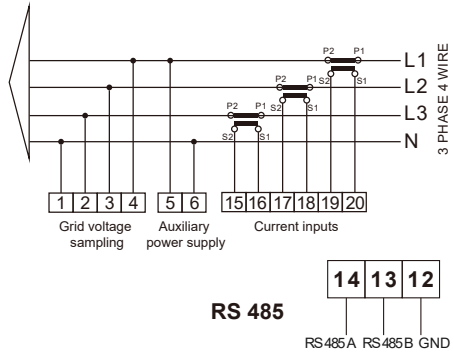 P2 P1
L1
P2 P1 S2 S1
L2
P2 P1 S2 S1
L3
S2 S1
N
3 PHASE 4 WIRE
1 2 3 4 5 6 15 16 17 18 19 20
Grid voltage sampling
Auxiliary power supply
Current inputs
14 13 12
RS 485
RS485A RS485B GND